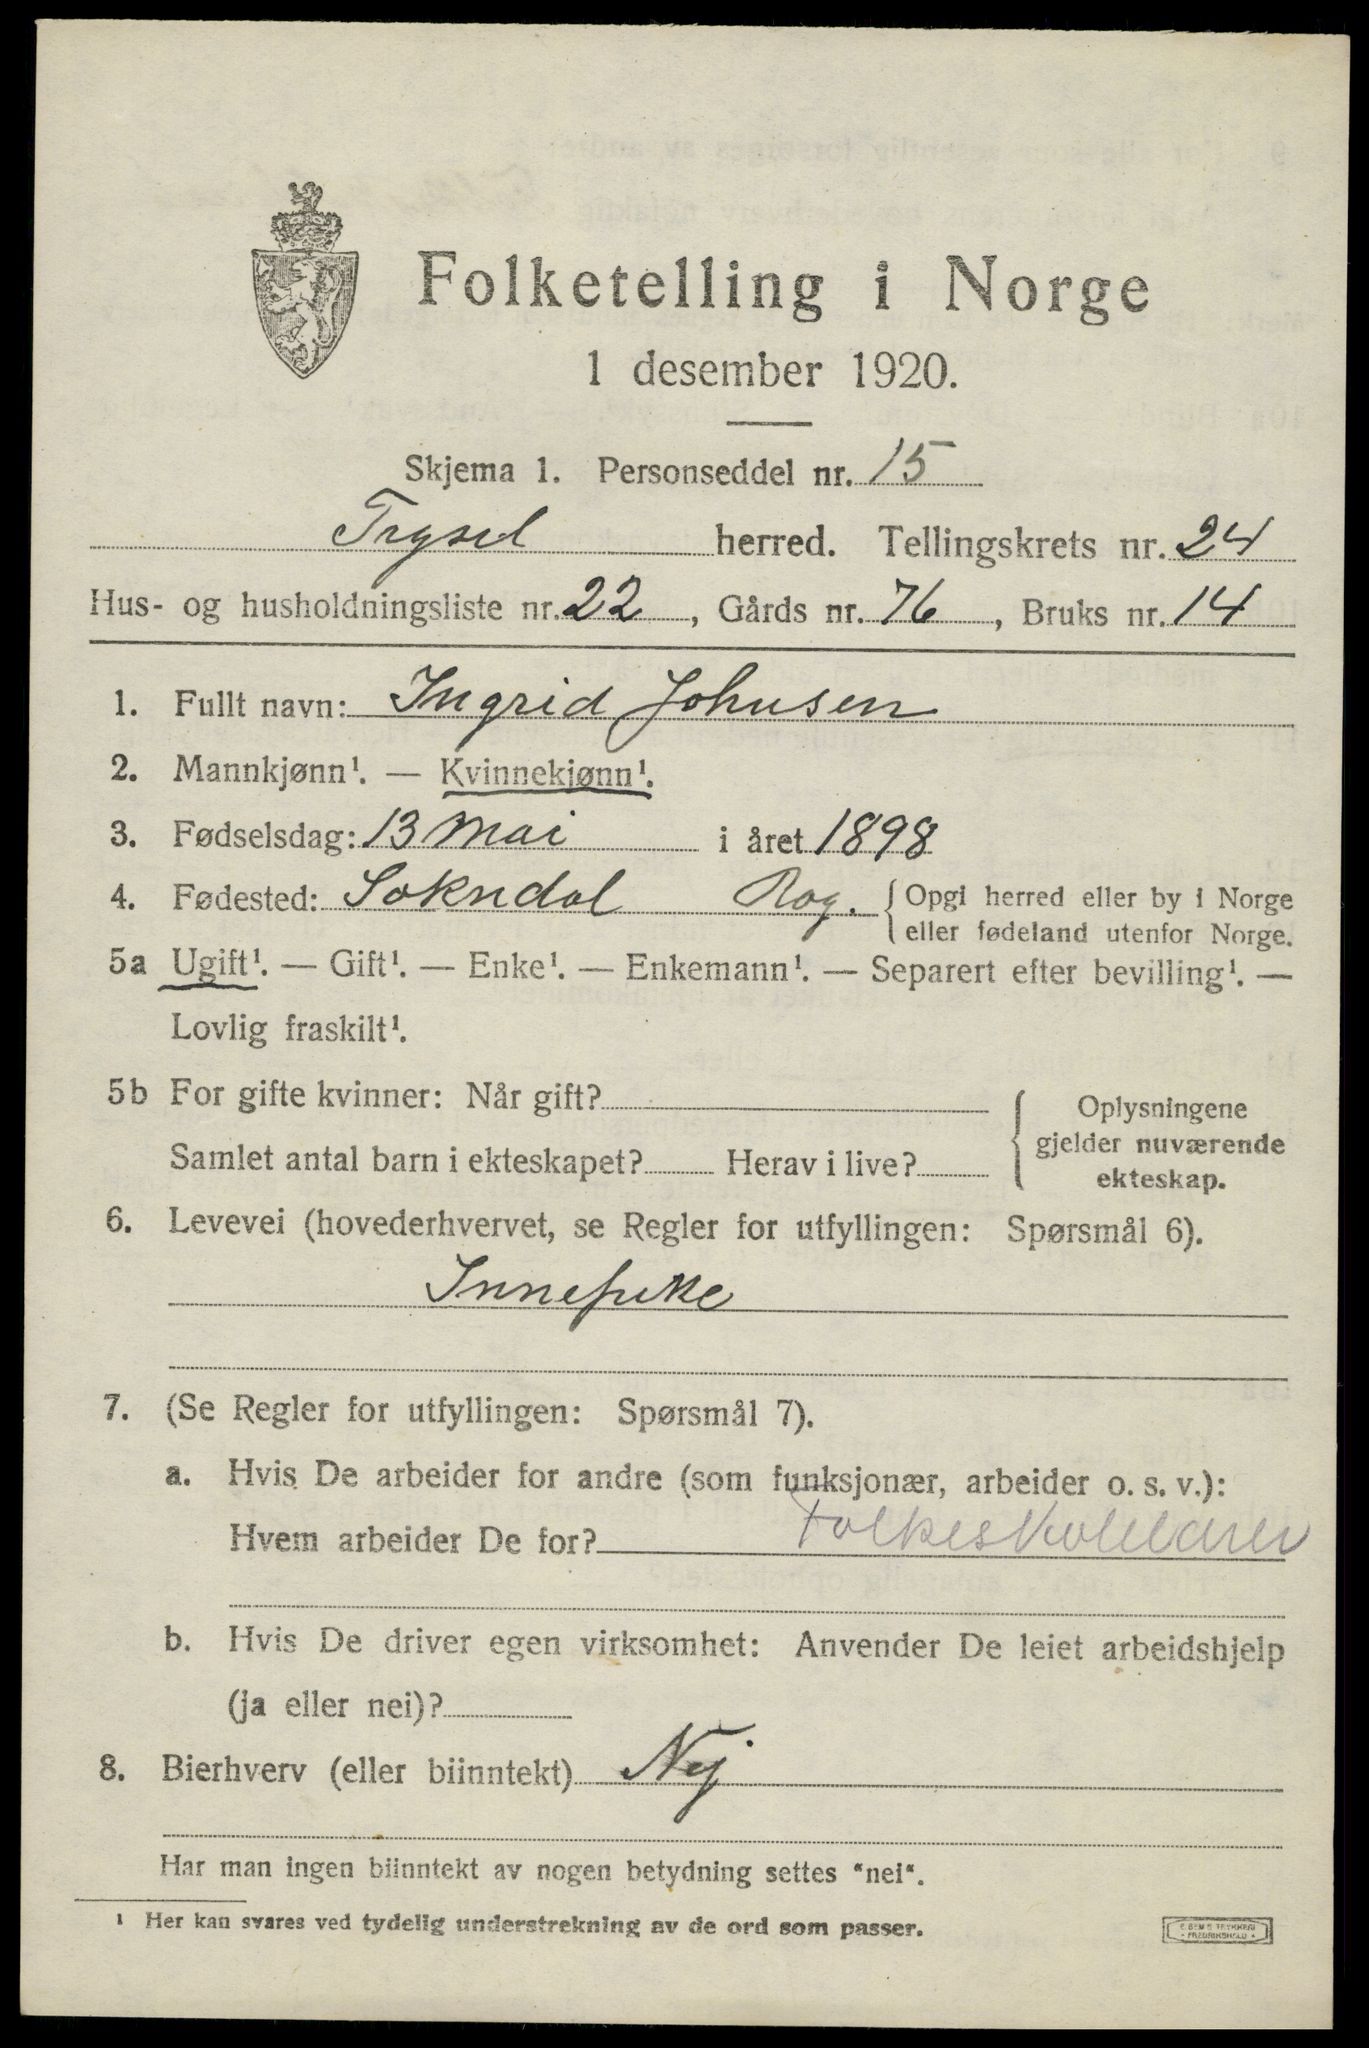 Folketelling i Norge
1 desember 1920.
Skjema 1. Personseddel nr. 15
Trysil herred. Tellingskrets nr. 24
Hus- og husholdningsliste nr. 22, Gårds nr. 76, Bruks nr. 14
1. Fullt navn: Ingrid Johnsen
2. Mannkjønn¹. — Kvinnekjønn¹.
3. Fødselsdag: 13 mai i året 1898
4. Fødested: Sokndal Rog. {Opgi herred eller by i Norge
eller fødeland utenfor Norge.
5a Ugift¹. — Gift¹. — Enke¹. — Enkemann¹. — Separert efter bevilling¹. —
Lovlig fraskilt¹.
5b For gifte kvinner: Når gift?
Samlet antal barn i ekteskapet? Herav i live?
{Oplysningene
gjelder nuværende
ekteskap.
6. Levevei (hovederhvervet, se Regler for utfyllingen: Spørsmål 6).
Innepike
7. (Se Regler for utfyllingen: Spørsmål 7).
a. Hvis De arbeider for andre (som funksjonær, arbeider o. s. v.):
Hvem arbeider De for? Folkeskolelærer
b. Hvis De driver egen virksomhet: Anvender De leiet arbeidshjelp
(ja eller nei)?
8. Bierhverv (eller biinntekt) Nej
Har man ingen biinntekt av nogen betydning settes "nei".
¹ Her kan svares ved tydelig understrekning av de ord som passer.
E. SEM'S TRYKKERI
- FREDRIKSHALD -